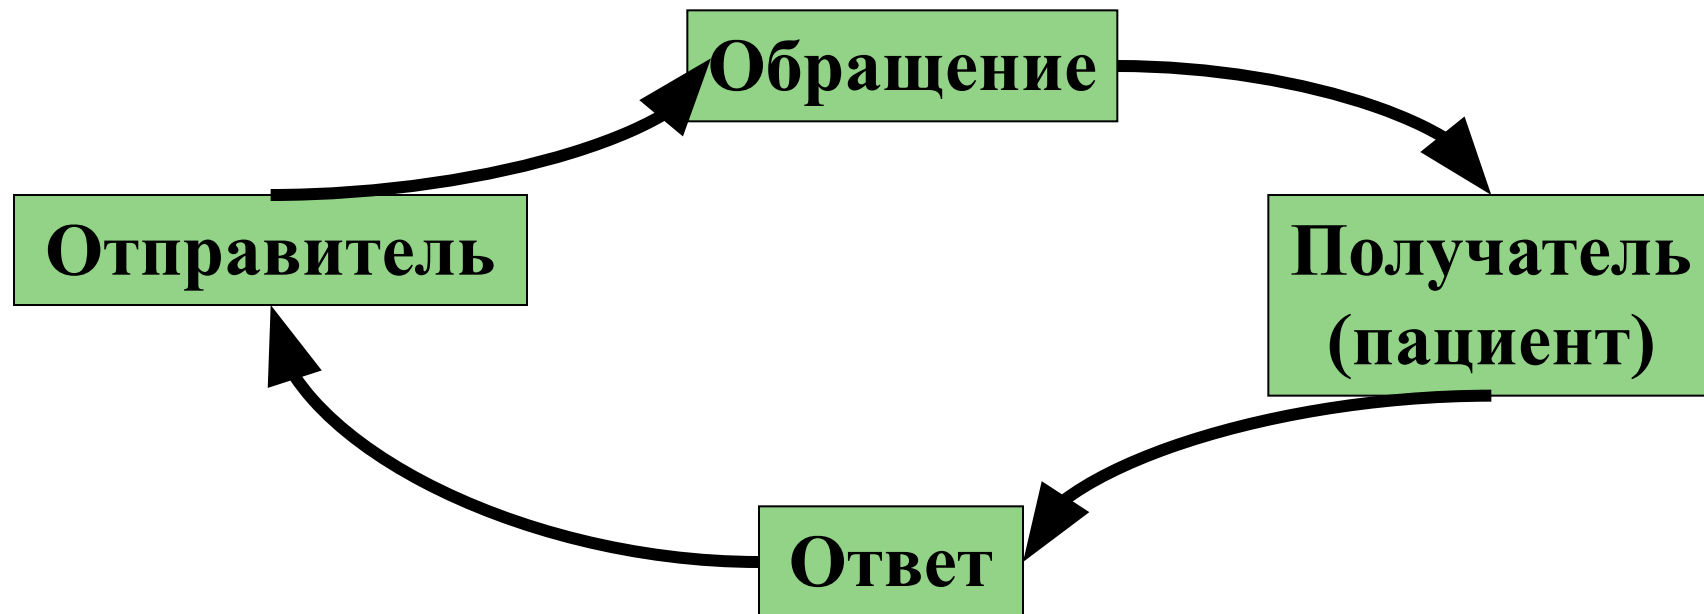 Обращение
Отправитель
Получатель
(пациент)
Ответ